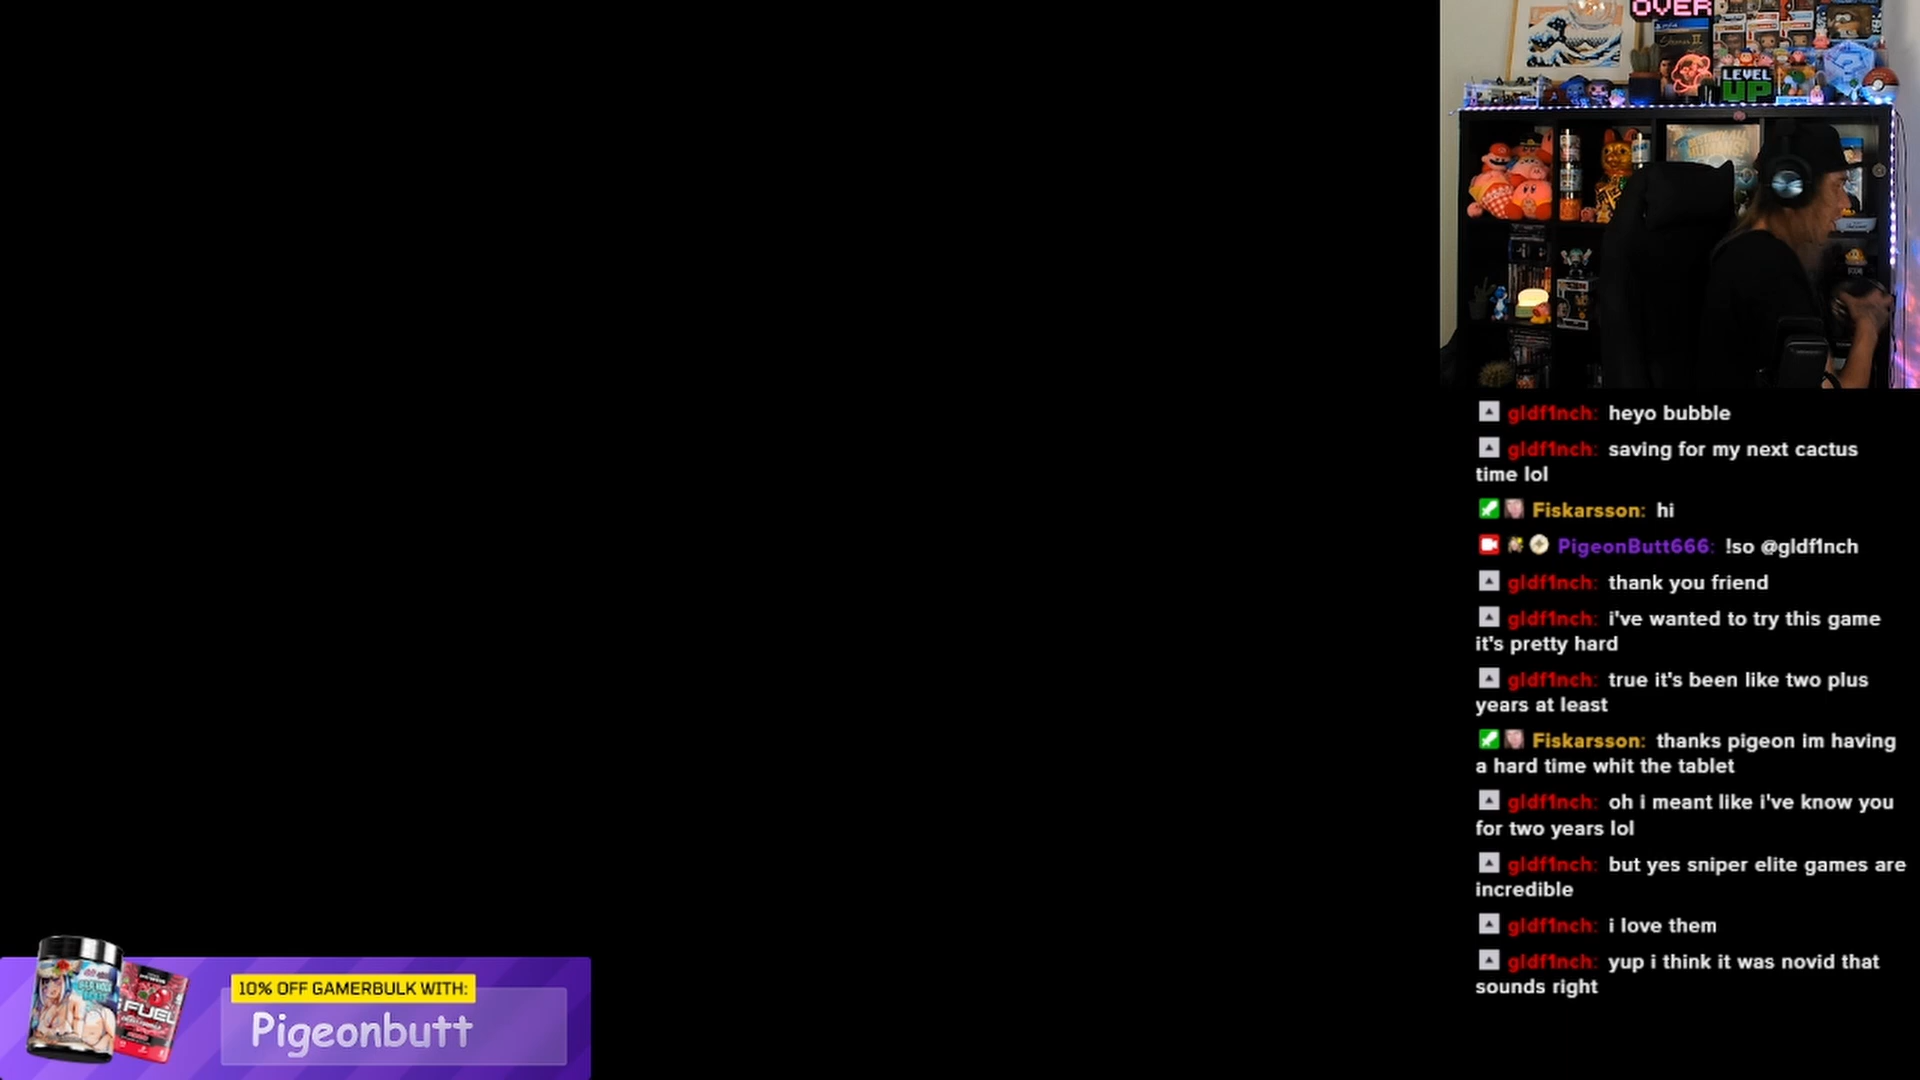 OVER
LEVEL
UP
gldf1nch: heyo bubble
gldf1nch: saving for my next cactus
time lol
Fiskarsson: hi
PigeonButt666: !so @gldf1nch
gldf1nch: thank you friend
gldf1nch: i've wanted to try this game
it's pretty hard
gldf1nch: true it's been like two plus
years at least
Fiskarsson: thanks pigeon im having
a hard time whit the tablet
gldf1nch: oh i meant like i've know you
for two years lol
gldf1nch: but yes sniper elite games are
incredible
gldf1nch: i love them
gldf1nch: yup i think it was novid that
sounds right
10% OFF GAMERBULK WITH:
Pigeonbutt
FUEL